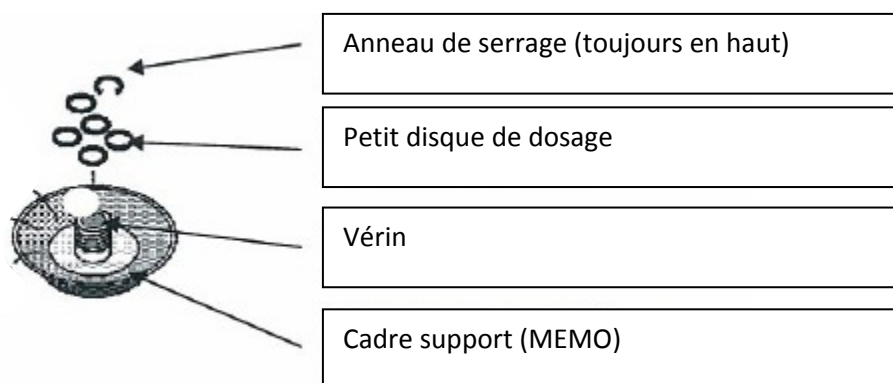 Anneau de serrage (toujours en haut)
Petit disque de dosage
Vérin
Cadre support (MEMO)